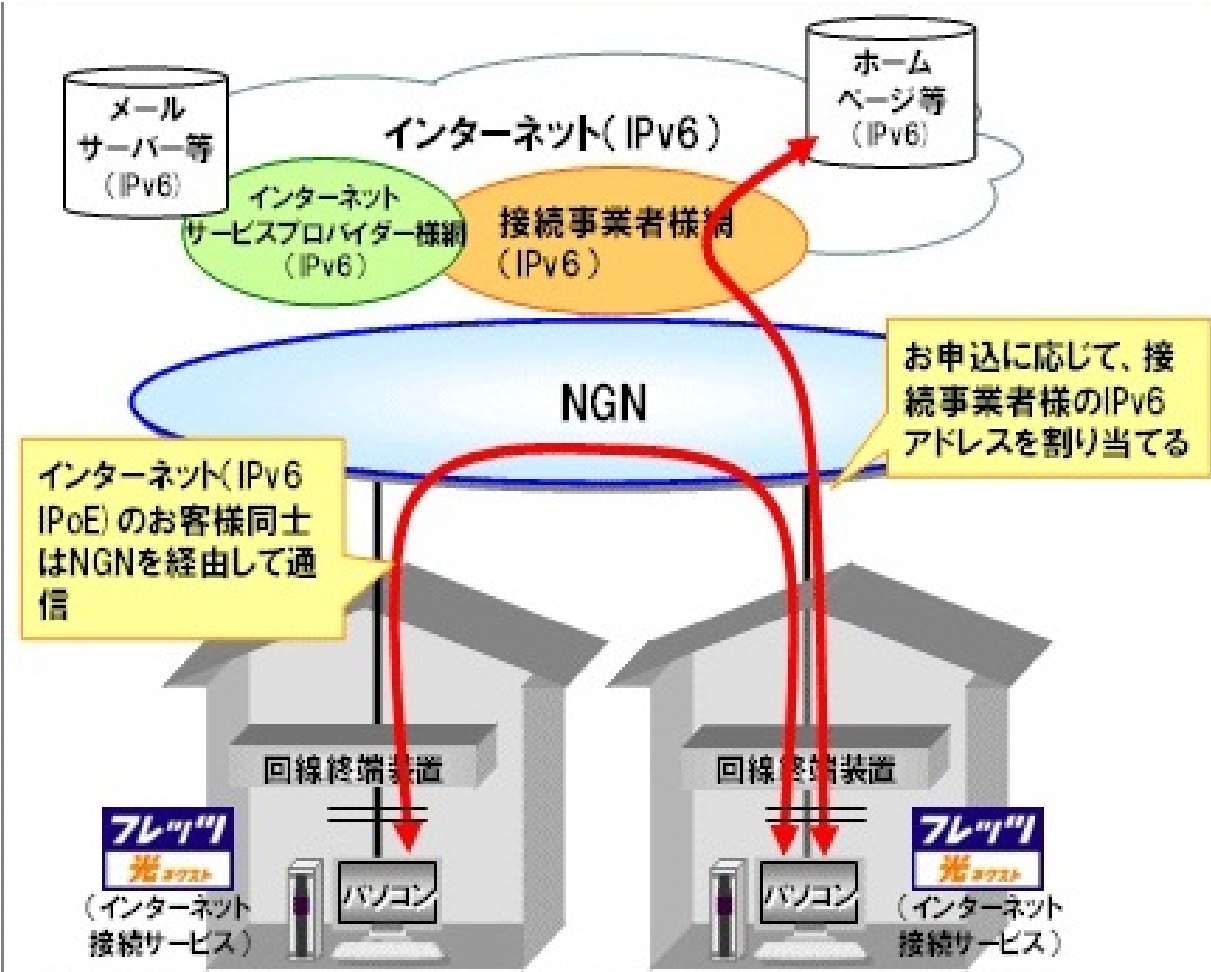 メール
サーバー等
(IPv6)
ホーム
ページ等
(IPv6)
インターネット(IPv6)
インターネット
サービスプロバイダー様網
(IPv6)
接続事業者様網
(IPv6)
NGN
お申込に応じて、接
続事業者様のIPv6
アドレスを割り当てる
インターネット(IPv6
IPoE)のお客様同士
はNGNを経由して通
信
回線終端装置
回線終端装置
フレッツ
光ネクスト
(インターネット
接続サービス)
パソコン
パソコン
フレッツ
光ネクスト
(インターネット
接続サービス)